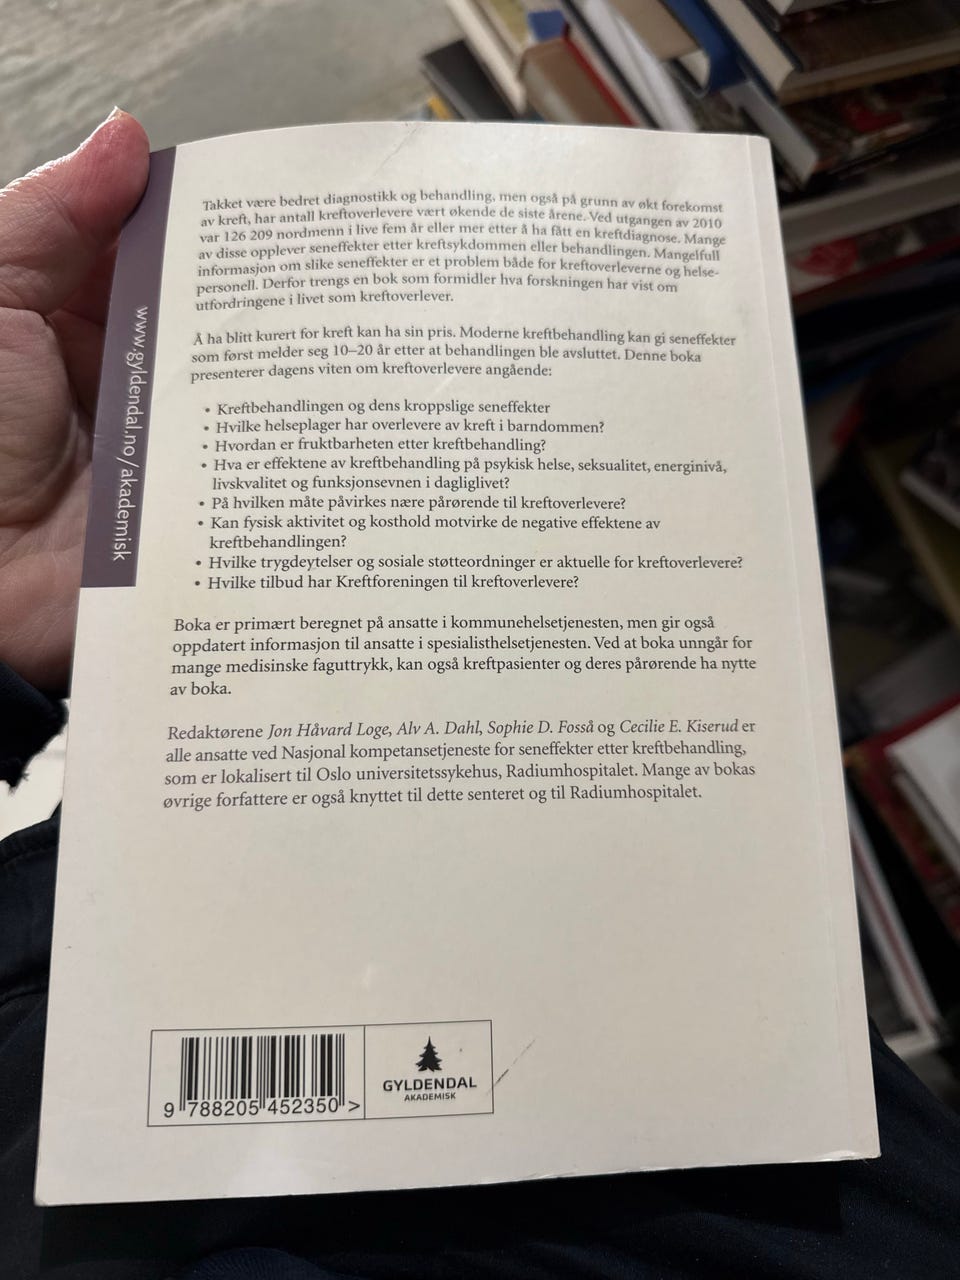 Takket være bedret diagnostikk og behandling, men også på grunn av økt forekomst
av kreft, har antall kreftoverlevere vært økende de siste årene. Ved utgangen av 2010
var 126 209 nordmenn i live fem år eller mer etter å ha fått en kreftdiagnose. Mange
av disse opplever seneffekter etter kreftsykdommen eller behandlingen. Mangelfull
informasjon om slike seneffekter er et problem både for kreftoverleverne og helse-
personell. Derfor trengs en bok som formidler hva forskningen har vist om
utfordringene i livet som kreftoverlever.
Å ha blitt kurert for kreft kan ha sin pris. Moderne kreftbehandling kan gi seneffekter
som først melder seg 10–20 år etter at behandlingen ble avsluttet. Denne boka
presenterer dagens viten om kreftoverlevere angående:
• Kreftbehandlingen og dens kroppslige seneffekter
• Hvilke helseplager har overlevere av kreft i barndommen?
• Hvordan er fruktbarheten etter kreftbehandling?
• Hva er effektene av kreftbehandling på psykisk helse, seksualitet, energinivå,
livskvalitet og funksjonsevnen i dagliglivet?
• På hvilken måte påvirkes nære pårørende til kreftoverlevere?
• Kan fysisk aktivitet og kosthold motvirke de negative effektene av
kreftbehandlingen?
• Hvilke trygdeytelser og sosiale støtteordninger er aktuelle for kreftoverlevere?
• Hvilke tilbud har Kreftforeningen til kreftoverlevere?
Boka er primært beregnet på ansatte i kommunehelsetjenesten, men gir også
oppdatert informasjon til ansatte i spesialisthelsetjenesten. Ved at boka unngår for
mange medisinske faguttrykk, kan også kreftpasienter og deres pårørende ha nytte
av boka.
Redaktørene Jon Håvard Loge, Alv A. Dahl, Sophie D. Fosså og Cecilie E. Kiserud er
alle ansatte ved Nasjonal kompetansetjeneste for seneffekter etter kreftbehandling,
som er lokalisert til Oslo universitetssykehus, Radiumhospitalet. Mange av bokas
øvrige forfattere er også knyttet til dette senteret og til Radiumhospitalet.
www.gyldendal.no/akademisk
9 788205 452350 >
GYLDENDAL
AKADEMISK